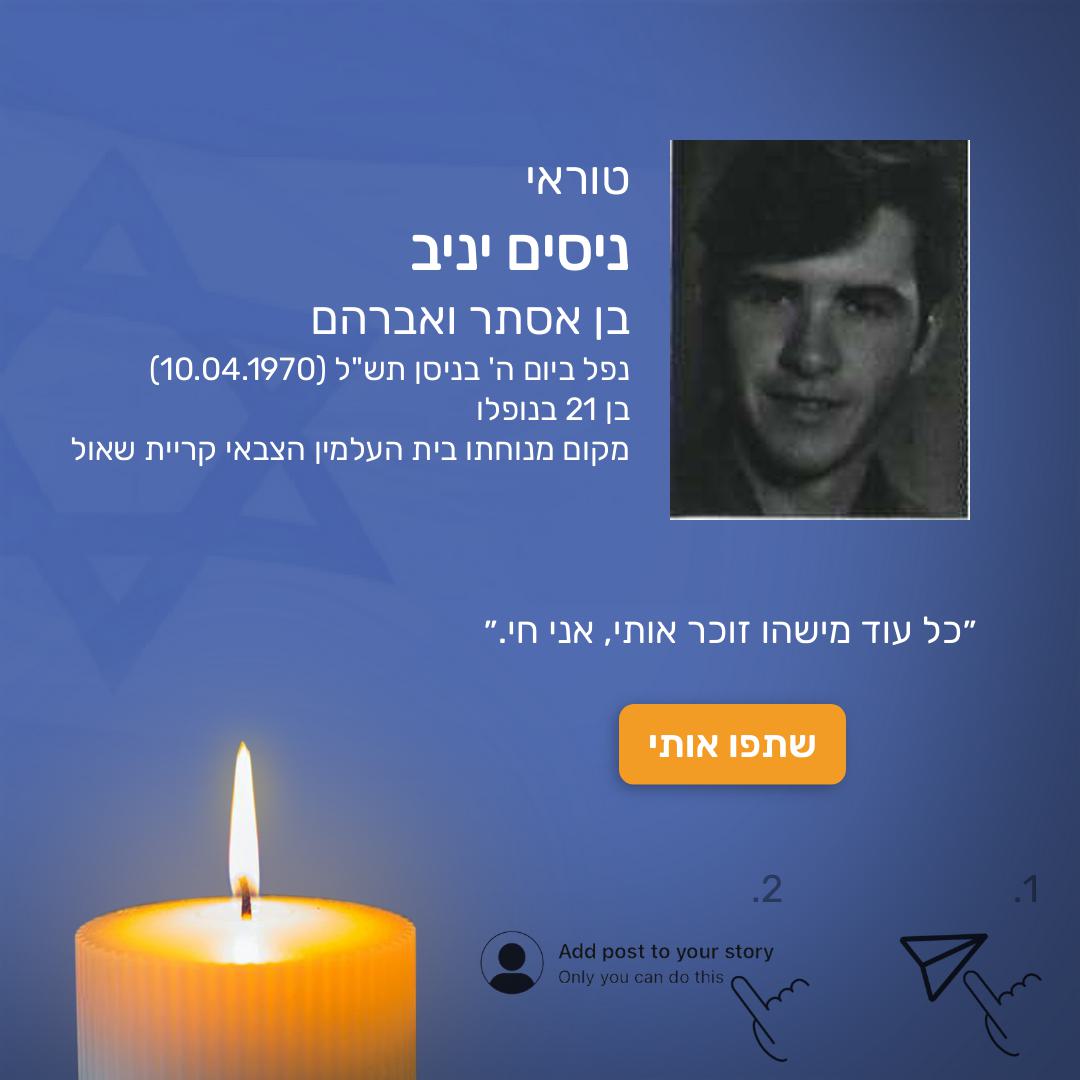 טוראי
ניסים יניב
בן אסתר ואברהם
נפל ביום ה' בניסן תש"ל (10.04.1970)
בן 21 בנופלו
מקום מנוחתו בית העלמין הצבאי קריית שאול
״כל עוד מישהו זוכר אותי, אני חי.״
שתפו אותי
.1
.2
Add post to your story
Only you can do this